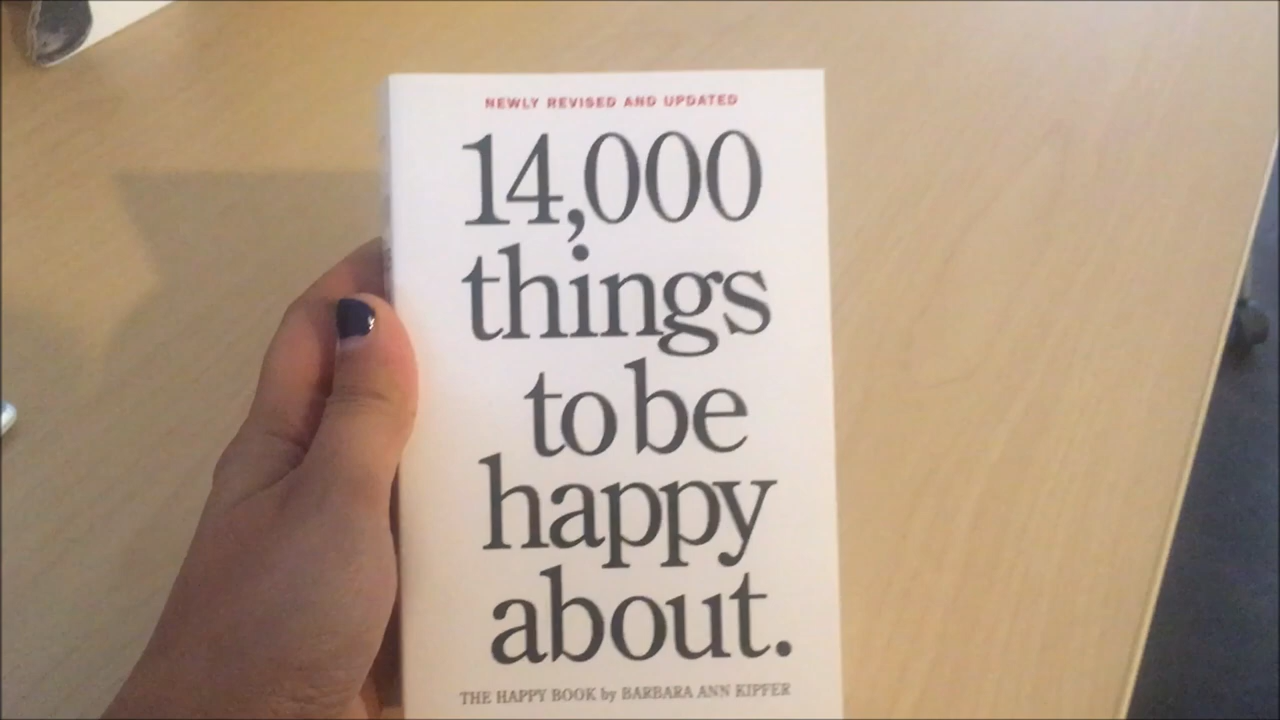 NEWLY REVISED AND UPDATED
14,000
things
to be
happy
about.
THE HAPPY BOOK by BARBARA ANN KIPFER